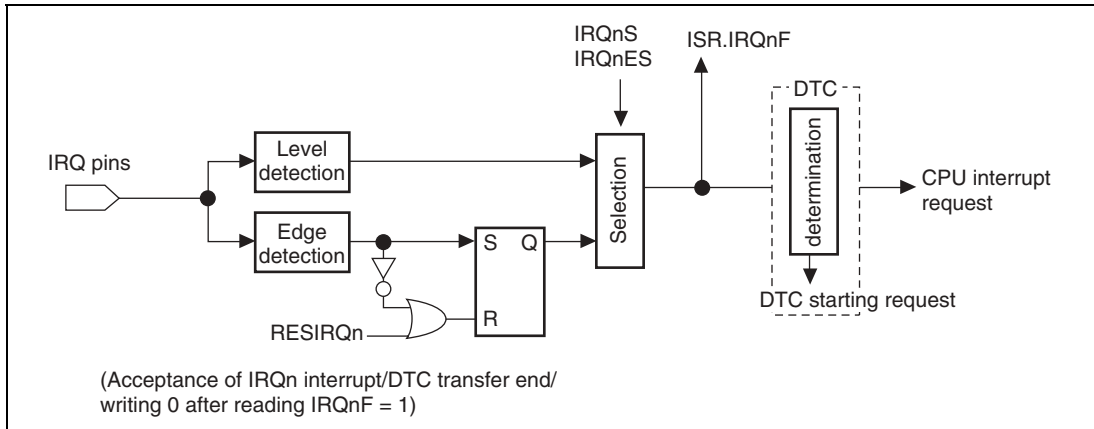 IRQnS
IRQnES
ISR.IRQnF
DTC
IRQ pins
Level
detection
Selection
determination
CPU interrupt
request
Edge
detection
S Q
R
DTC starting request
RESIRQn
(Acceptance of IRQn interrupt/DTC transfer end/
writing 0 after reading IRQnF = 1)